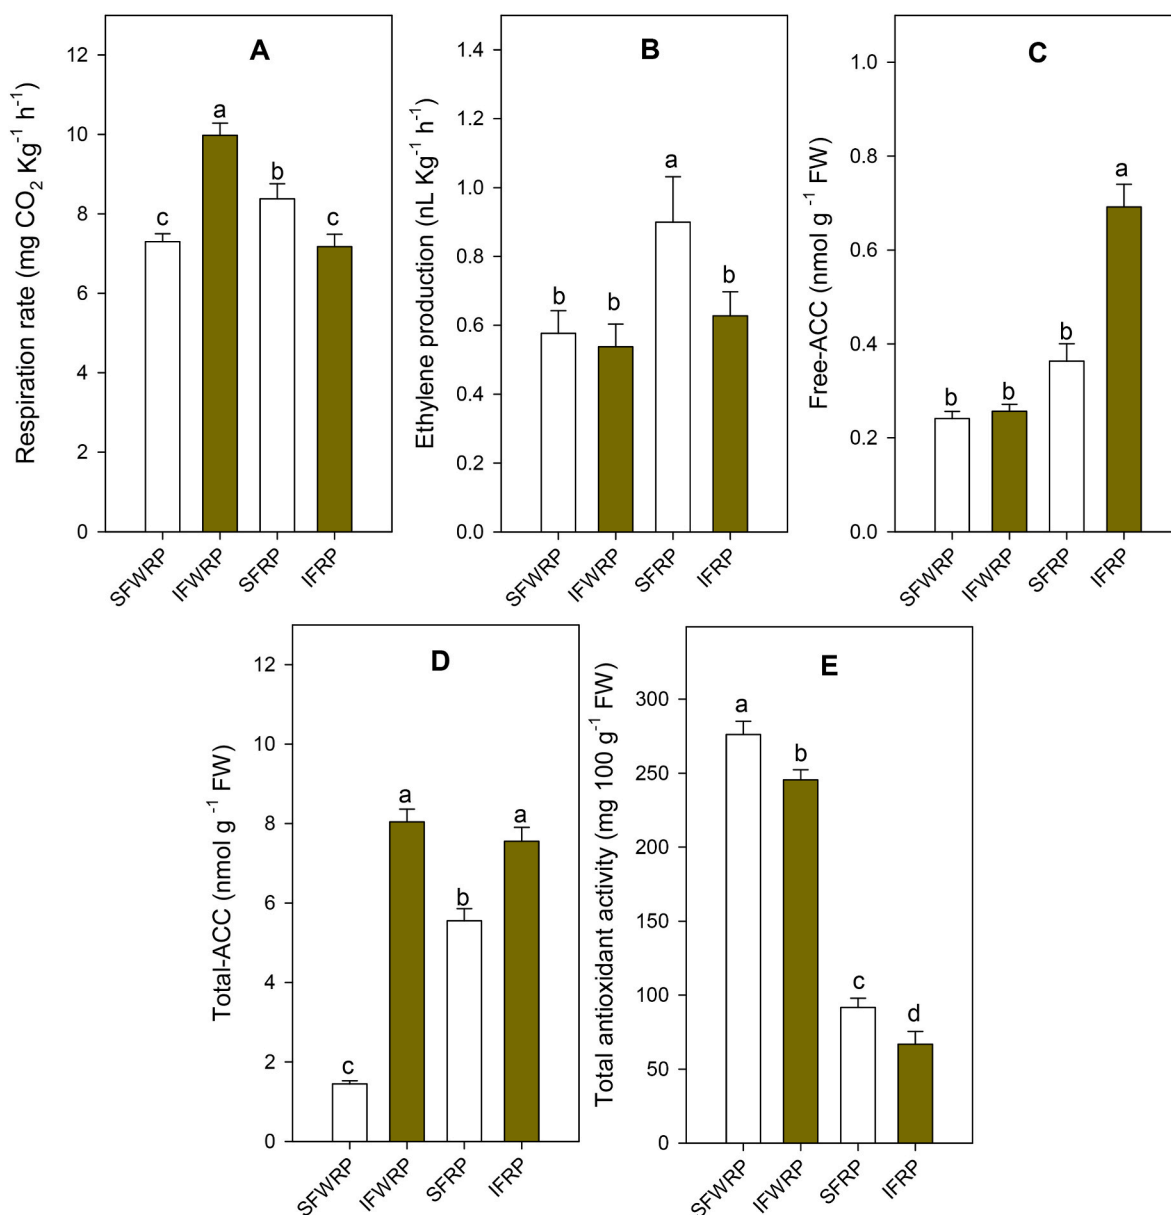 A
Respiration rate (mg CO₂ Kg⁻¹ h⁻¹)
12
10
8
6
4
2
0
c
a
b
c
SFWRP
IFWRP
SFRP
IFRP
B
Ethylene production (nL Kg⁻¹ h⁻¹)
1.4
1.2
1.0
0.8
0.6
0.4
0.2
0.0
b
b
a
b
SFWRP
IFWRP
SFRP
IFRP
C
Free-ACC (nmol g ⁻¹ FW)
1.0
0.8
0.6
0.4
0.2
0.0
b
b
b
a
SFWRP
IFWRP
SFRP
IFRP
D
Total-ACC (nmol g ⁻¹ FW)
12
10
8
6
4
2
0
c
a
b
a
SFWRP
IFWRP
SFRP
IFRP
E
Total antioxidant activity (mg 100 g⁻¹ FW)
300
250
200
150
100
50
0
a
b
c
d
SFWRP
IFWRP
SFRP
IFRP